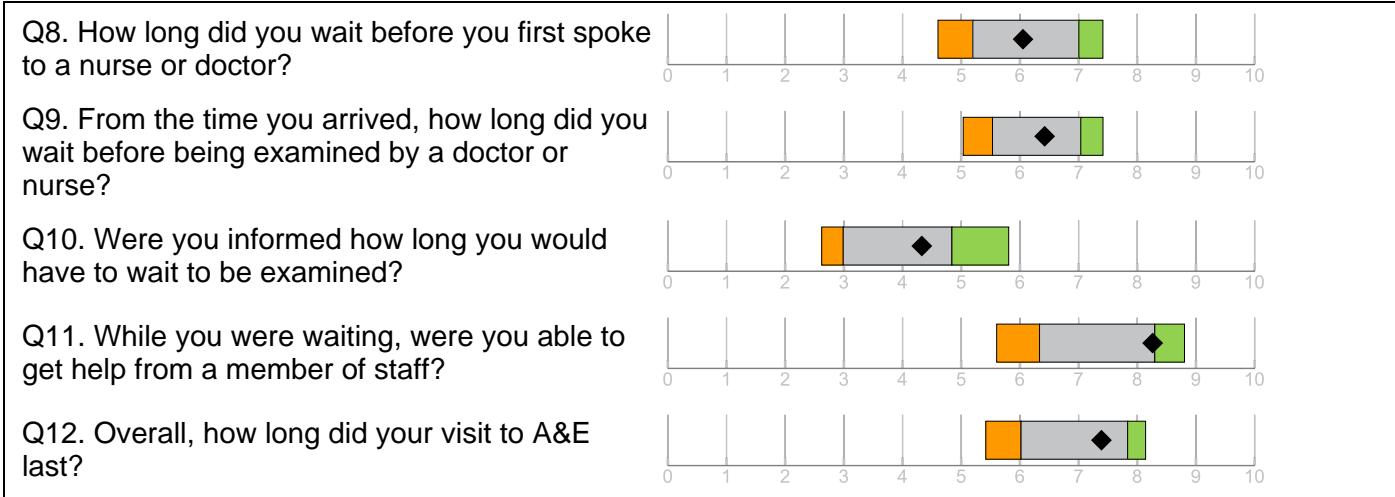 Q8. How long did you wait before you first spoke
to a nurse or doctor?
0 1 2 3 4 5 6 7 8 9 10
Q9. From the time you arrived, how long did you
wait before being examined by a doctor or
nurse?
0 1 2 3 4 5 6 7 8 9 10
Q10. Were you informed how long you would
have to wait to be examined?
0 1 2 3 4 5 6 7 8 9 10
Q11. While you were waiting, were you able to
get help from a member of staff?
0 1 2 3 4 5 6 7 8 9 10
Q12. Overall, how long did your visit to A&E
last?
0 1 2 3 4 5 6 7 8 9 10